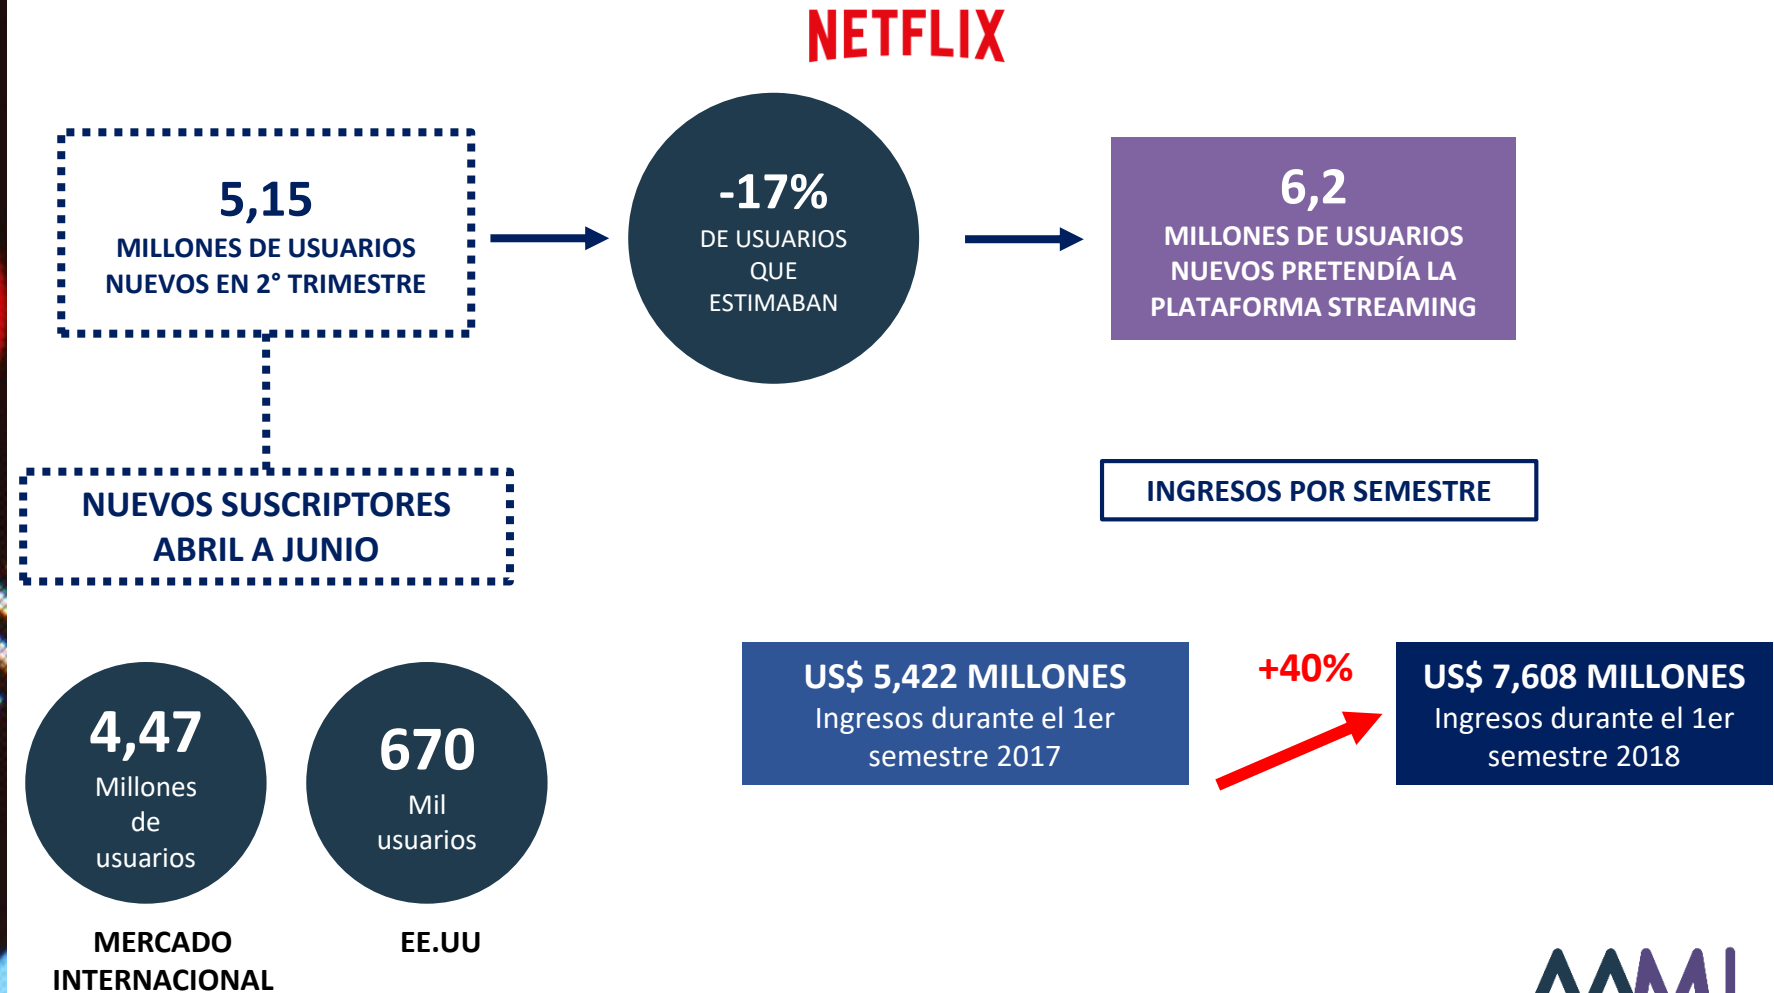 NETFLIX
5,15
MILLONES DE USUARIOS
NUEVOS EN 2° TRIMESTRE
-17%
DE USUARIOS
QUE
ESTIMABAN
6,2
MILLONES DE USUARIOS
NUEVOS PRETENDÍA LA
PLATAFORMA STREAMING
NUEVOS SUSCRIPTORES
ABRIL A JUNIO
INGRESOS POR SEMESTRE
4,47
Millones
de
usuarios
MERCADO
INTERNACIONAL
670
Mil
usuarios
EE.UU
US$ 5,422 MILLONES
Ingresos durante el 1er
semestre 2017
+40%
US$ 7,608 MILLONES
Ingresos durante el 1er
semestre 2018